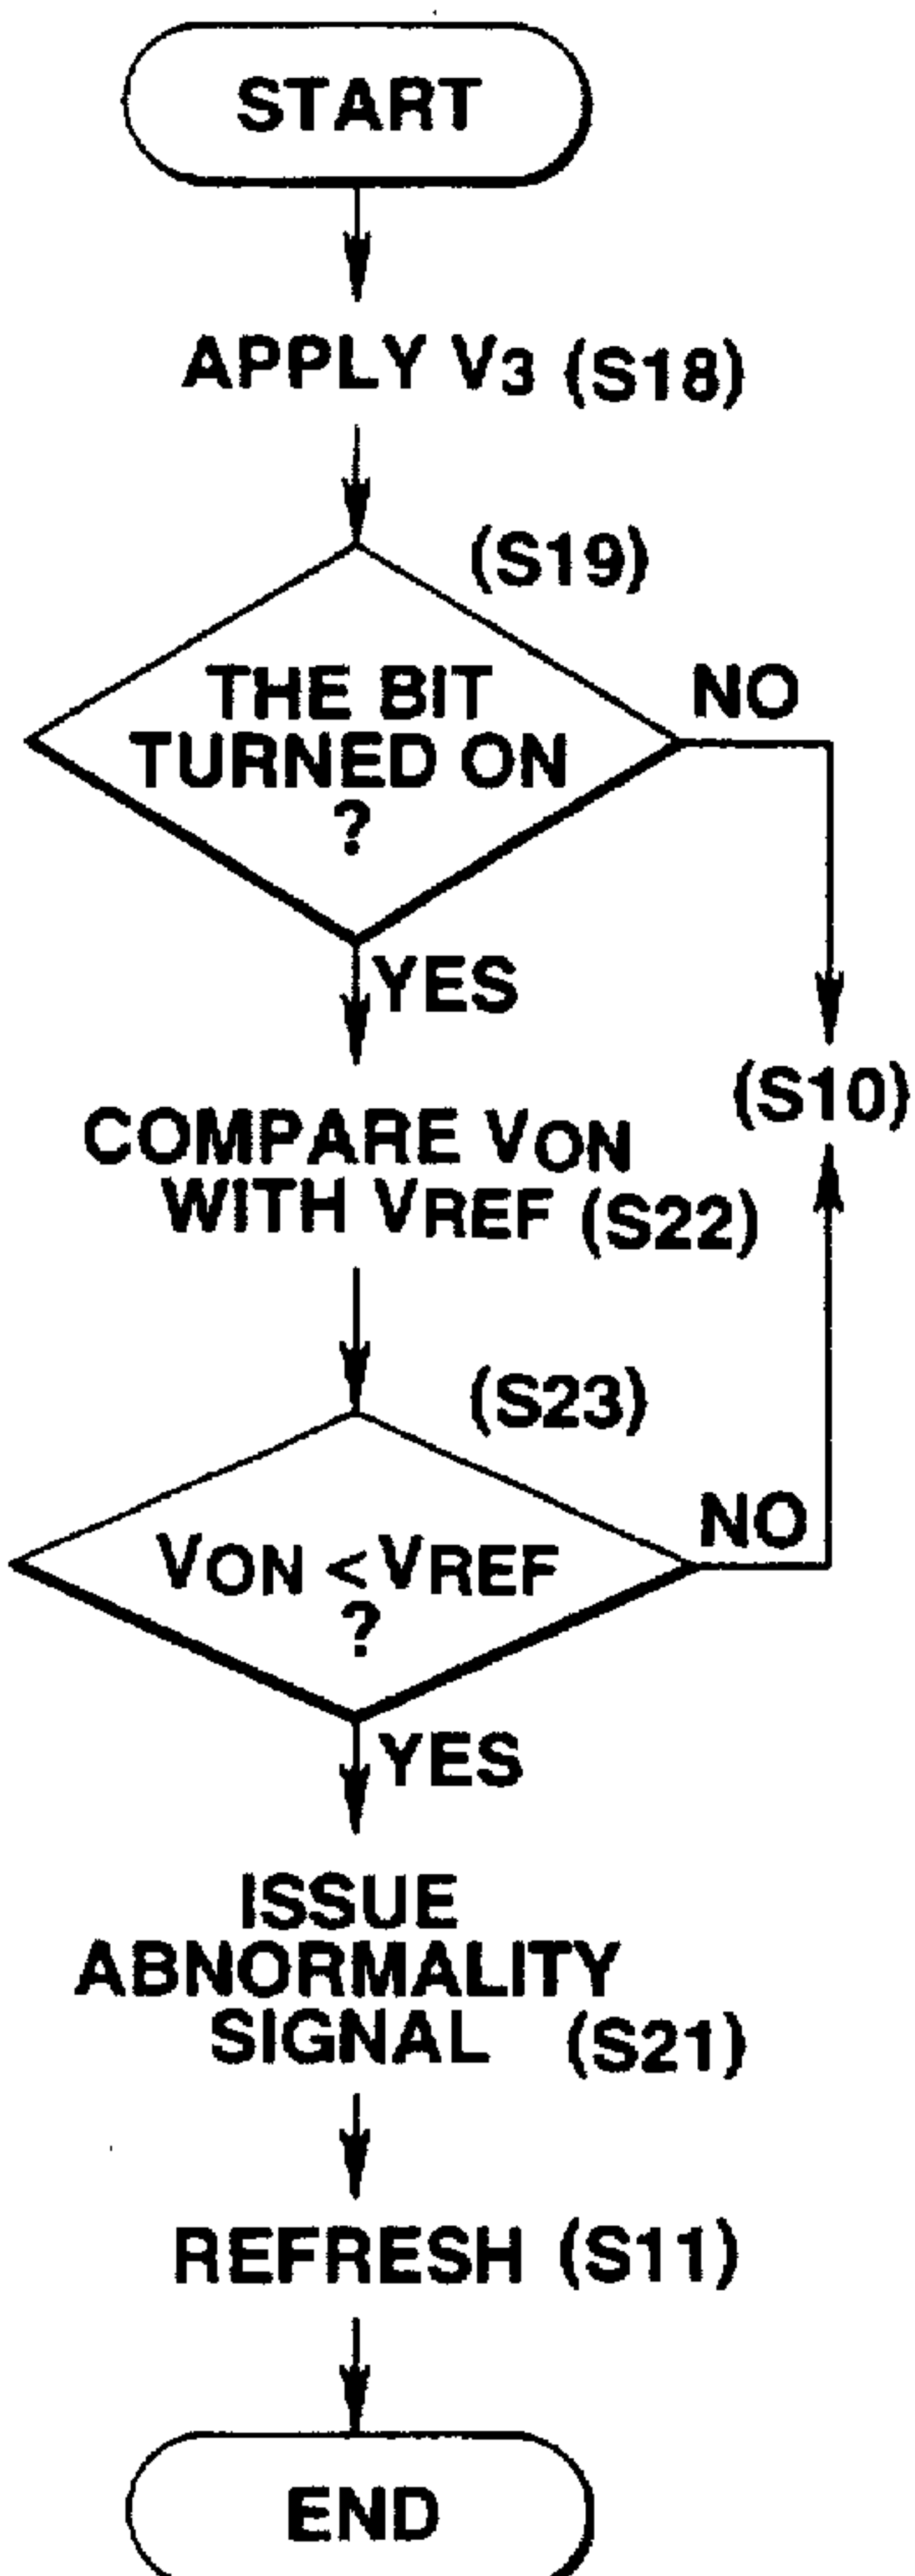 START
APPLY V3 (S18)
(S19)
THE BIT
TURNED ON
?
NO
YES
(S10)
COMPARE VON
WITH VREF (S22)
(S23)
VON < VREF
?
NO
YES
ISSUE
ABNORMALITY
SIGNAL (S21)
REFRESH (S11)
END